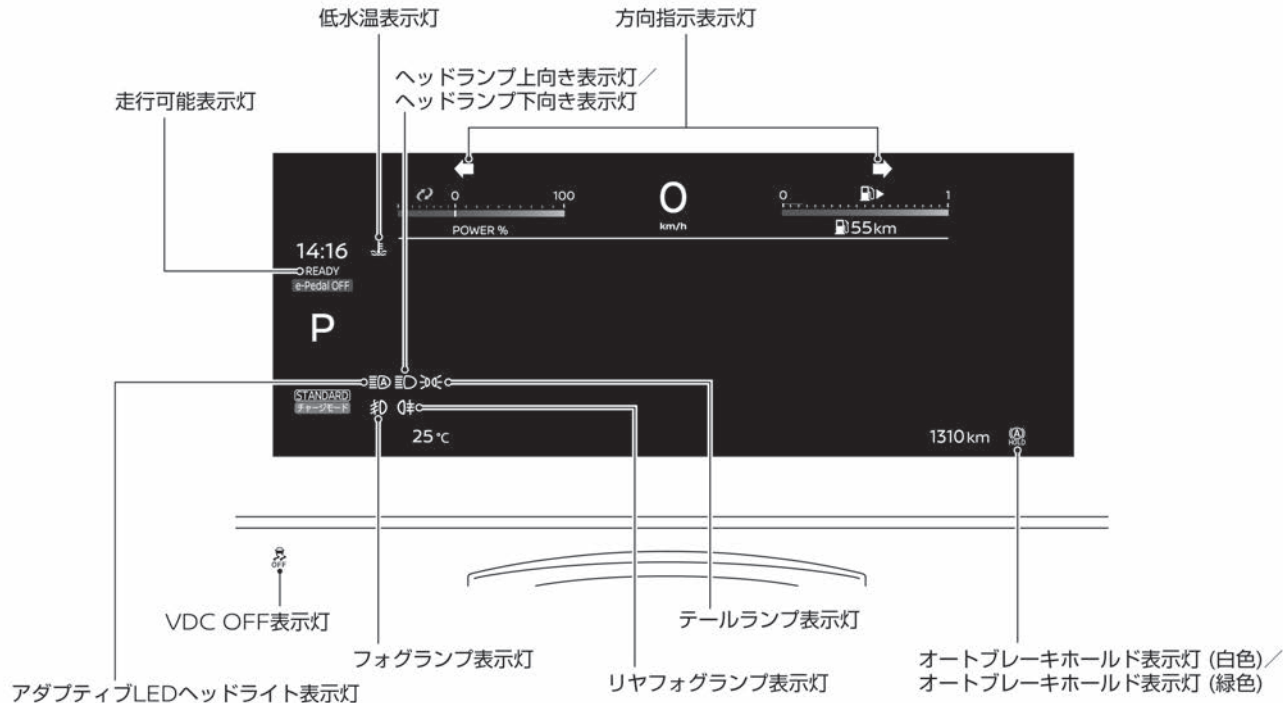 低水温表示灯
方向指示表示灯
ヘッドランプ上向き表示灯／
ヘッドランプ下向き表示灯
走行可能表示灯
0
100
POWER %
0
km/h
0
1
55km
14:16
READY
e-Pedal OFF
P
A
STANDARD
チャージモード
25℃
1310km
A
HOLD
OFF
VDC OFF表示灯
テールランプ表示灯
フォグランプ表示灯
リヤフォグランプ表示灯
オートブレーキホールド表示灯 (白色)／
オートブレーキホールド表示灯 (緑色)
アダプティブLEDヘッドライト表示灯